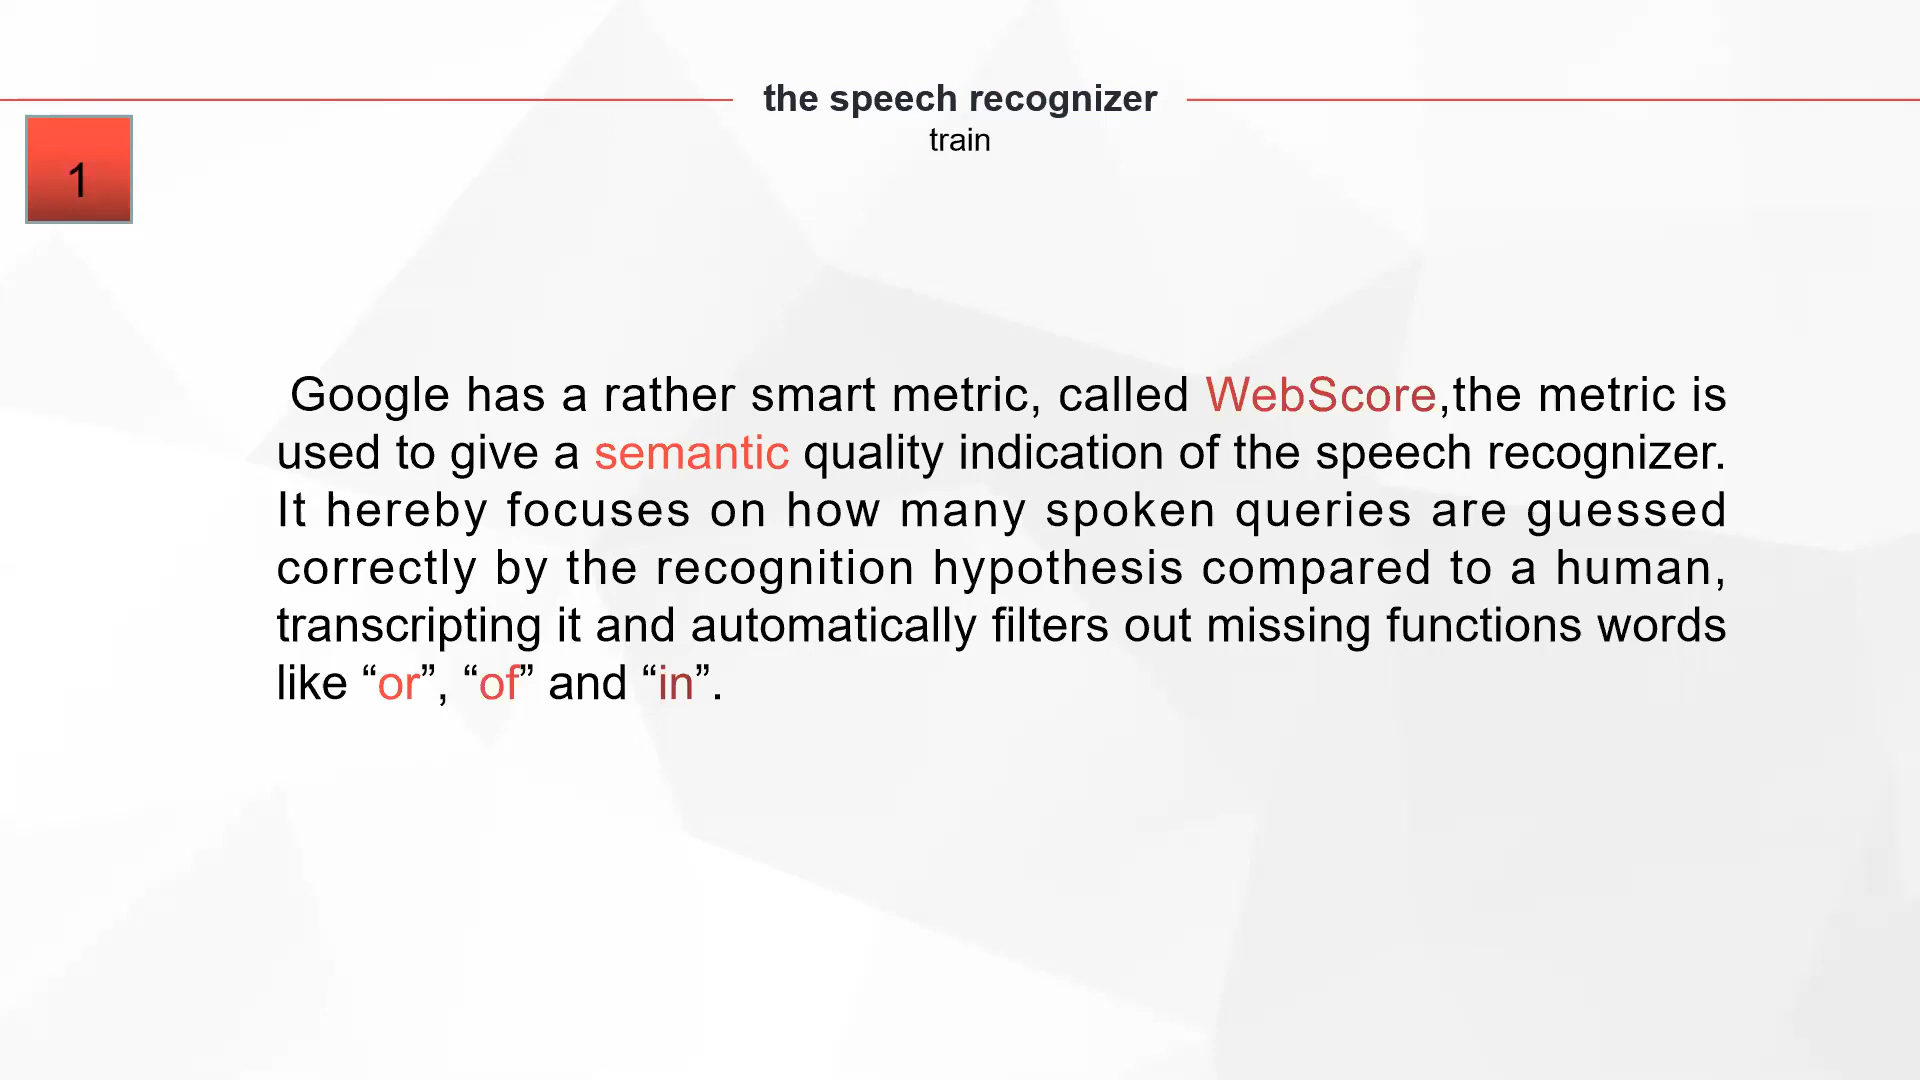 the speech recognizer
train
1
Google has a rather smart metric, called WebScore,the metric is
used to give a semantic quality indication of the speech recognizer.
It hereby focuses on how many spoken queries are guessed
correctly by the recognition hypothesis compared to a human,
transcripting it and automatically filters out missing functions words
like “or”, “of” and “in”.